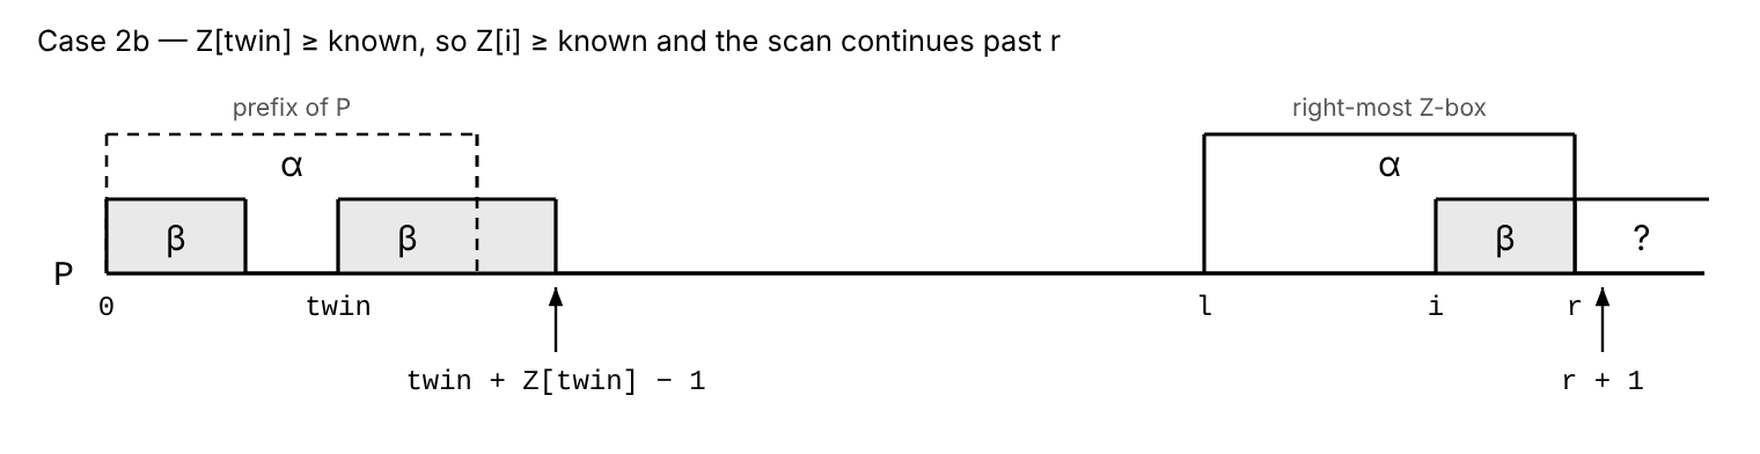 Case 2b — Z[twin] ≥ known, so Z[i] ≥ known and the scan continues past r
prefix of P
right-most Z-box
α
α
β
β
β
?
P
0
twin
l
i
r
twin + Z[twin] − 1
r + 1